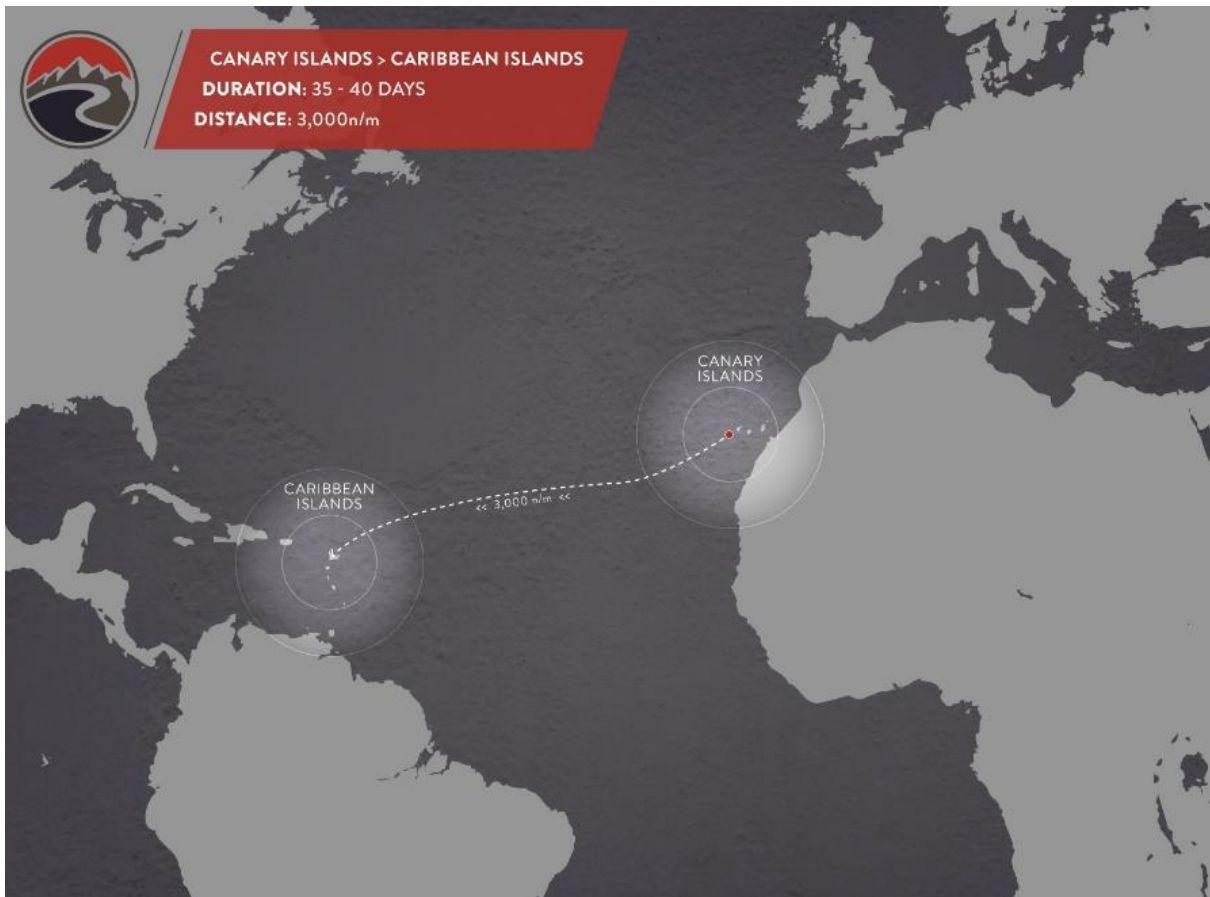 CANARY ISLANDS > CARIBBEAN ISLANDS
DURATION: 35 - 40 DAYS
DISTANCE: 3,000n/m
CANARY
ISLANDS
CARIBBEAN
ISLANDS
<< 3,000 n/m <<